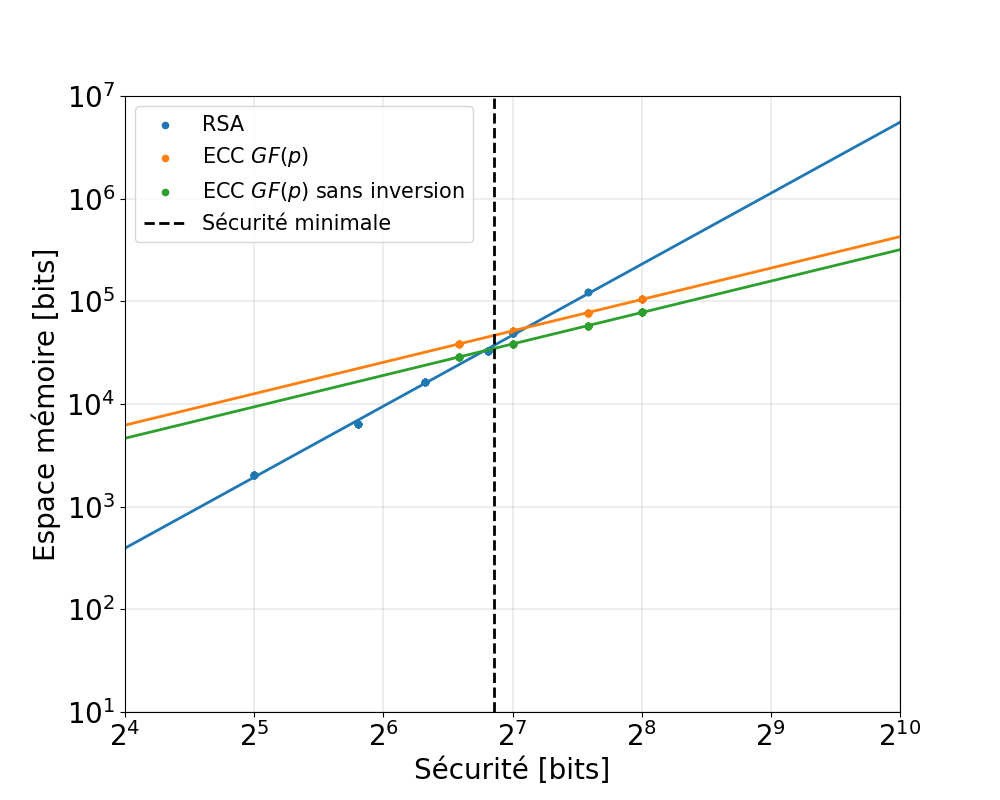 10^7
10^6
10^5
10^4
10^3
10^2
10^1
Espace mémoire [bits]
RSA
ECC GF(p)
ECC GF(p) sans inversion
Sécurité minimale
2^4 2^5 2^6 2^7 2^8 2^9 2^10
Sécurité [bits]